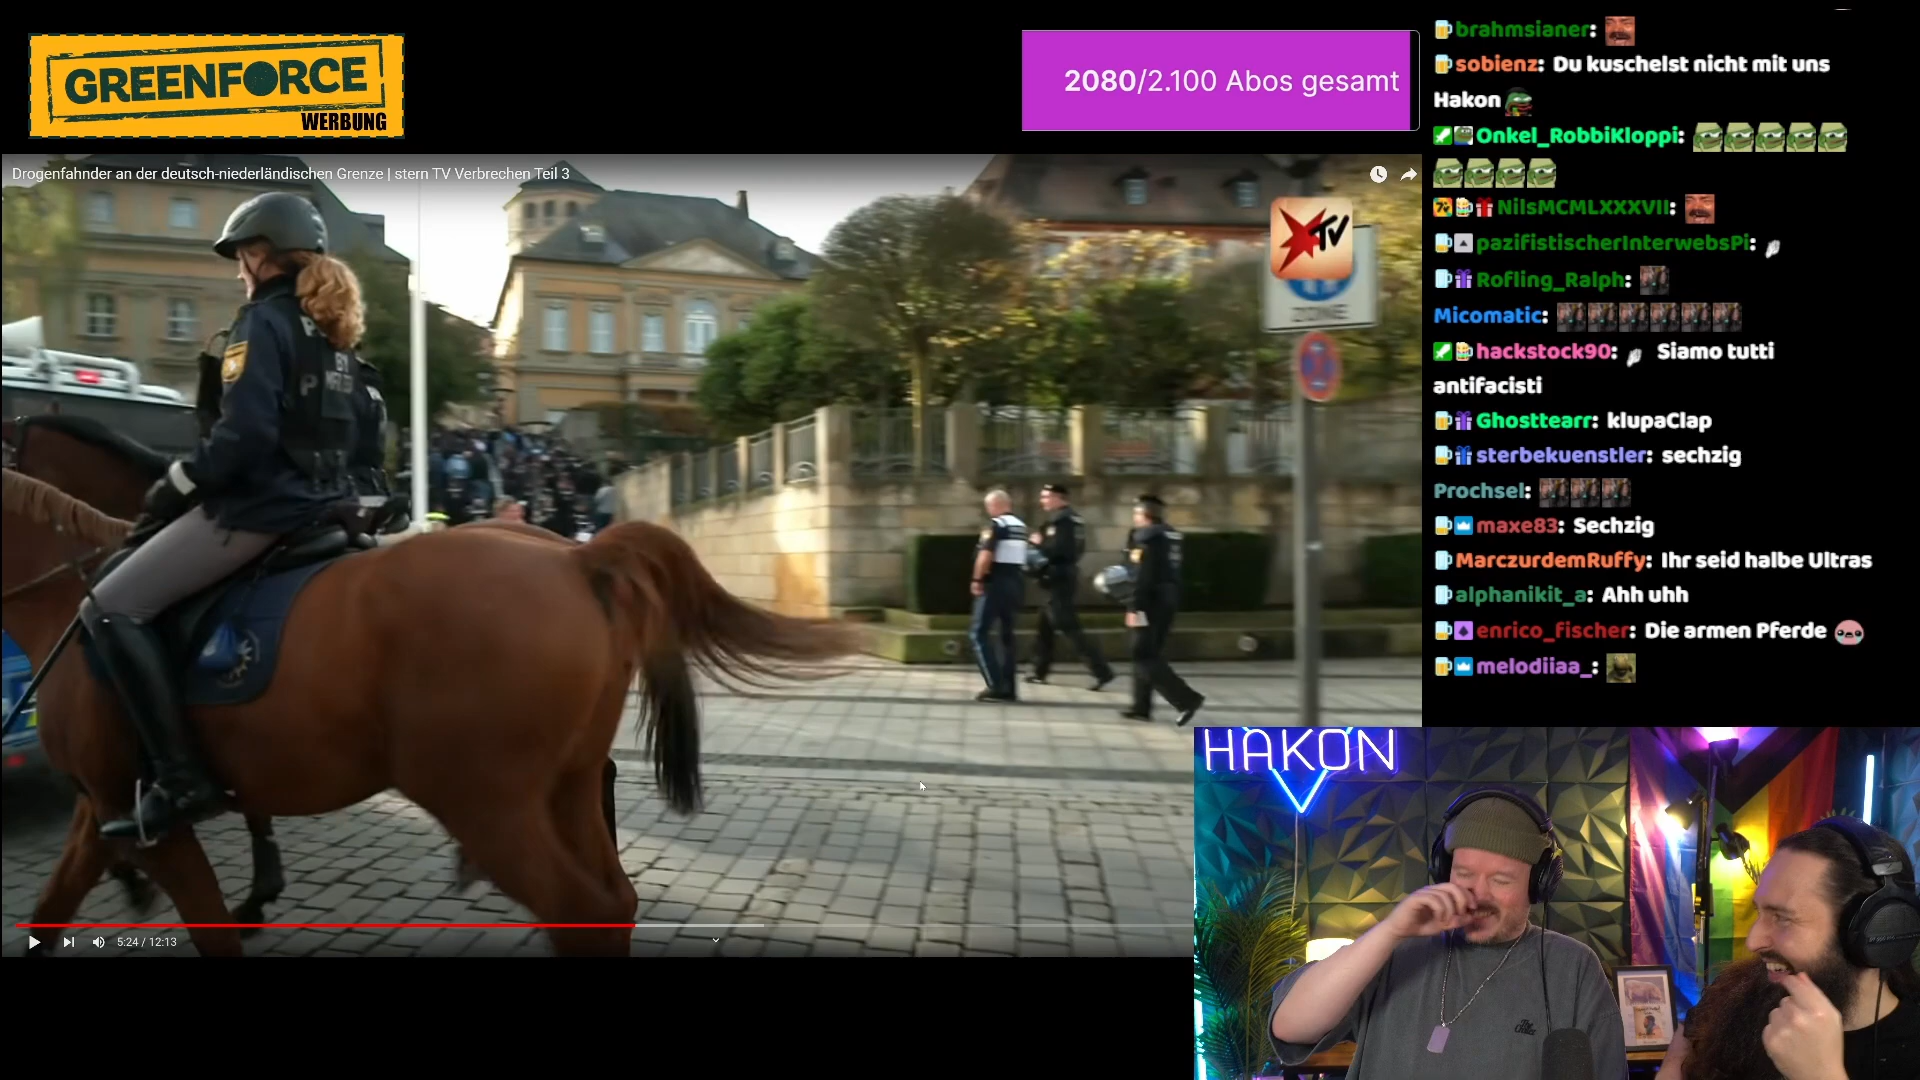 GREENFORCE
WERBUNG
2080/2.100 Abos gesamt
Drogenfahnder an der deutsch-niederländischen Grenze | stern TV Verbrechen Teil 3
TV
ZONE
5:24 / 12:13
brahmsianer:
sobienz: Du kuschelst nicht mit uns
Hakon
Onkel_RobbiKloppi:
NilsMCMLXXXVII:
pazifistischerInterwebsPi:
Rofling_Ralph:
Micomatic:
hackstock90: Siamo tutti
antifacisti
Ghosttearr: klupaClap
sterbekuenstler: sechzig
Prochsel:
maxe83: Sechzig
MarczurdemRuffy: Ihr seid halbe Ultras
alphanikit_a: Ahh uhh
enrico_fischer: Die armen Pferde
melodiiaa_:
HAKON